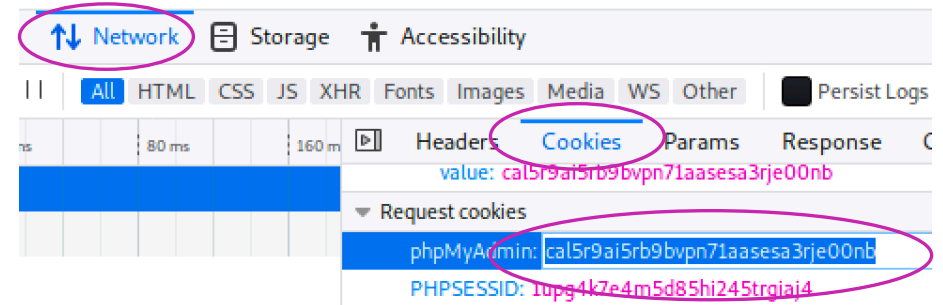 Network Storage Accessibility
All HTML CSS JS XHR Fonts Images Media WS Other Persist Logs
80 ms 160 m Headers Cookies Params Response
value: cal5r9ai5rb9bvpn71aasesa3rje00nb
Request cookies
phpMyAdmin: cal5r9ai5rb9bvpn71aasesa3rje00nb
PHPSESSID: 1upg4k7e4m5d85hi245trgiaj4